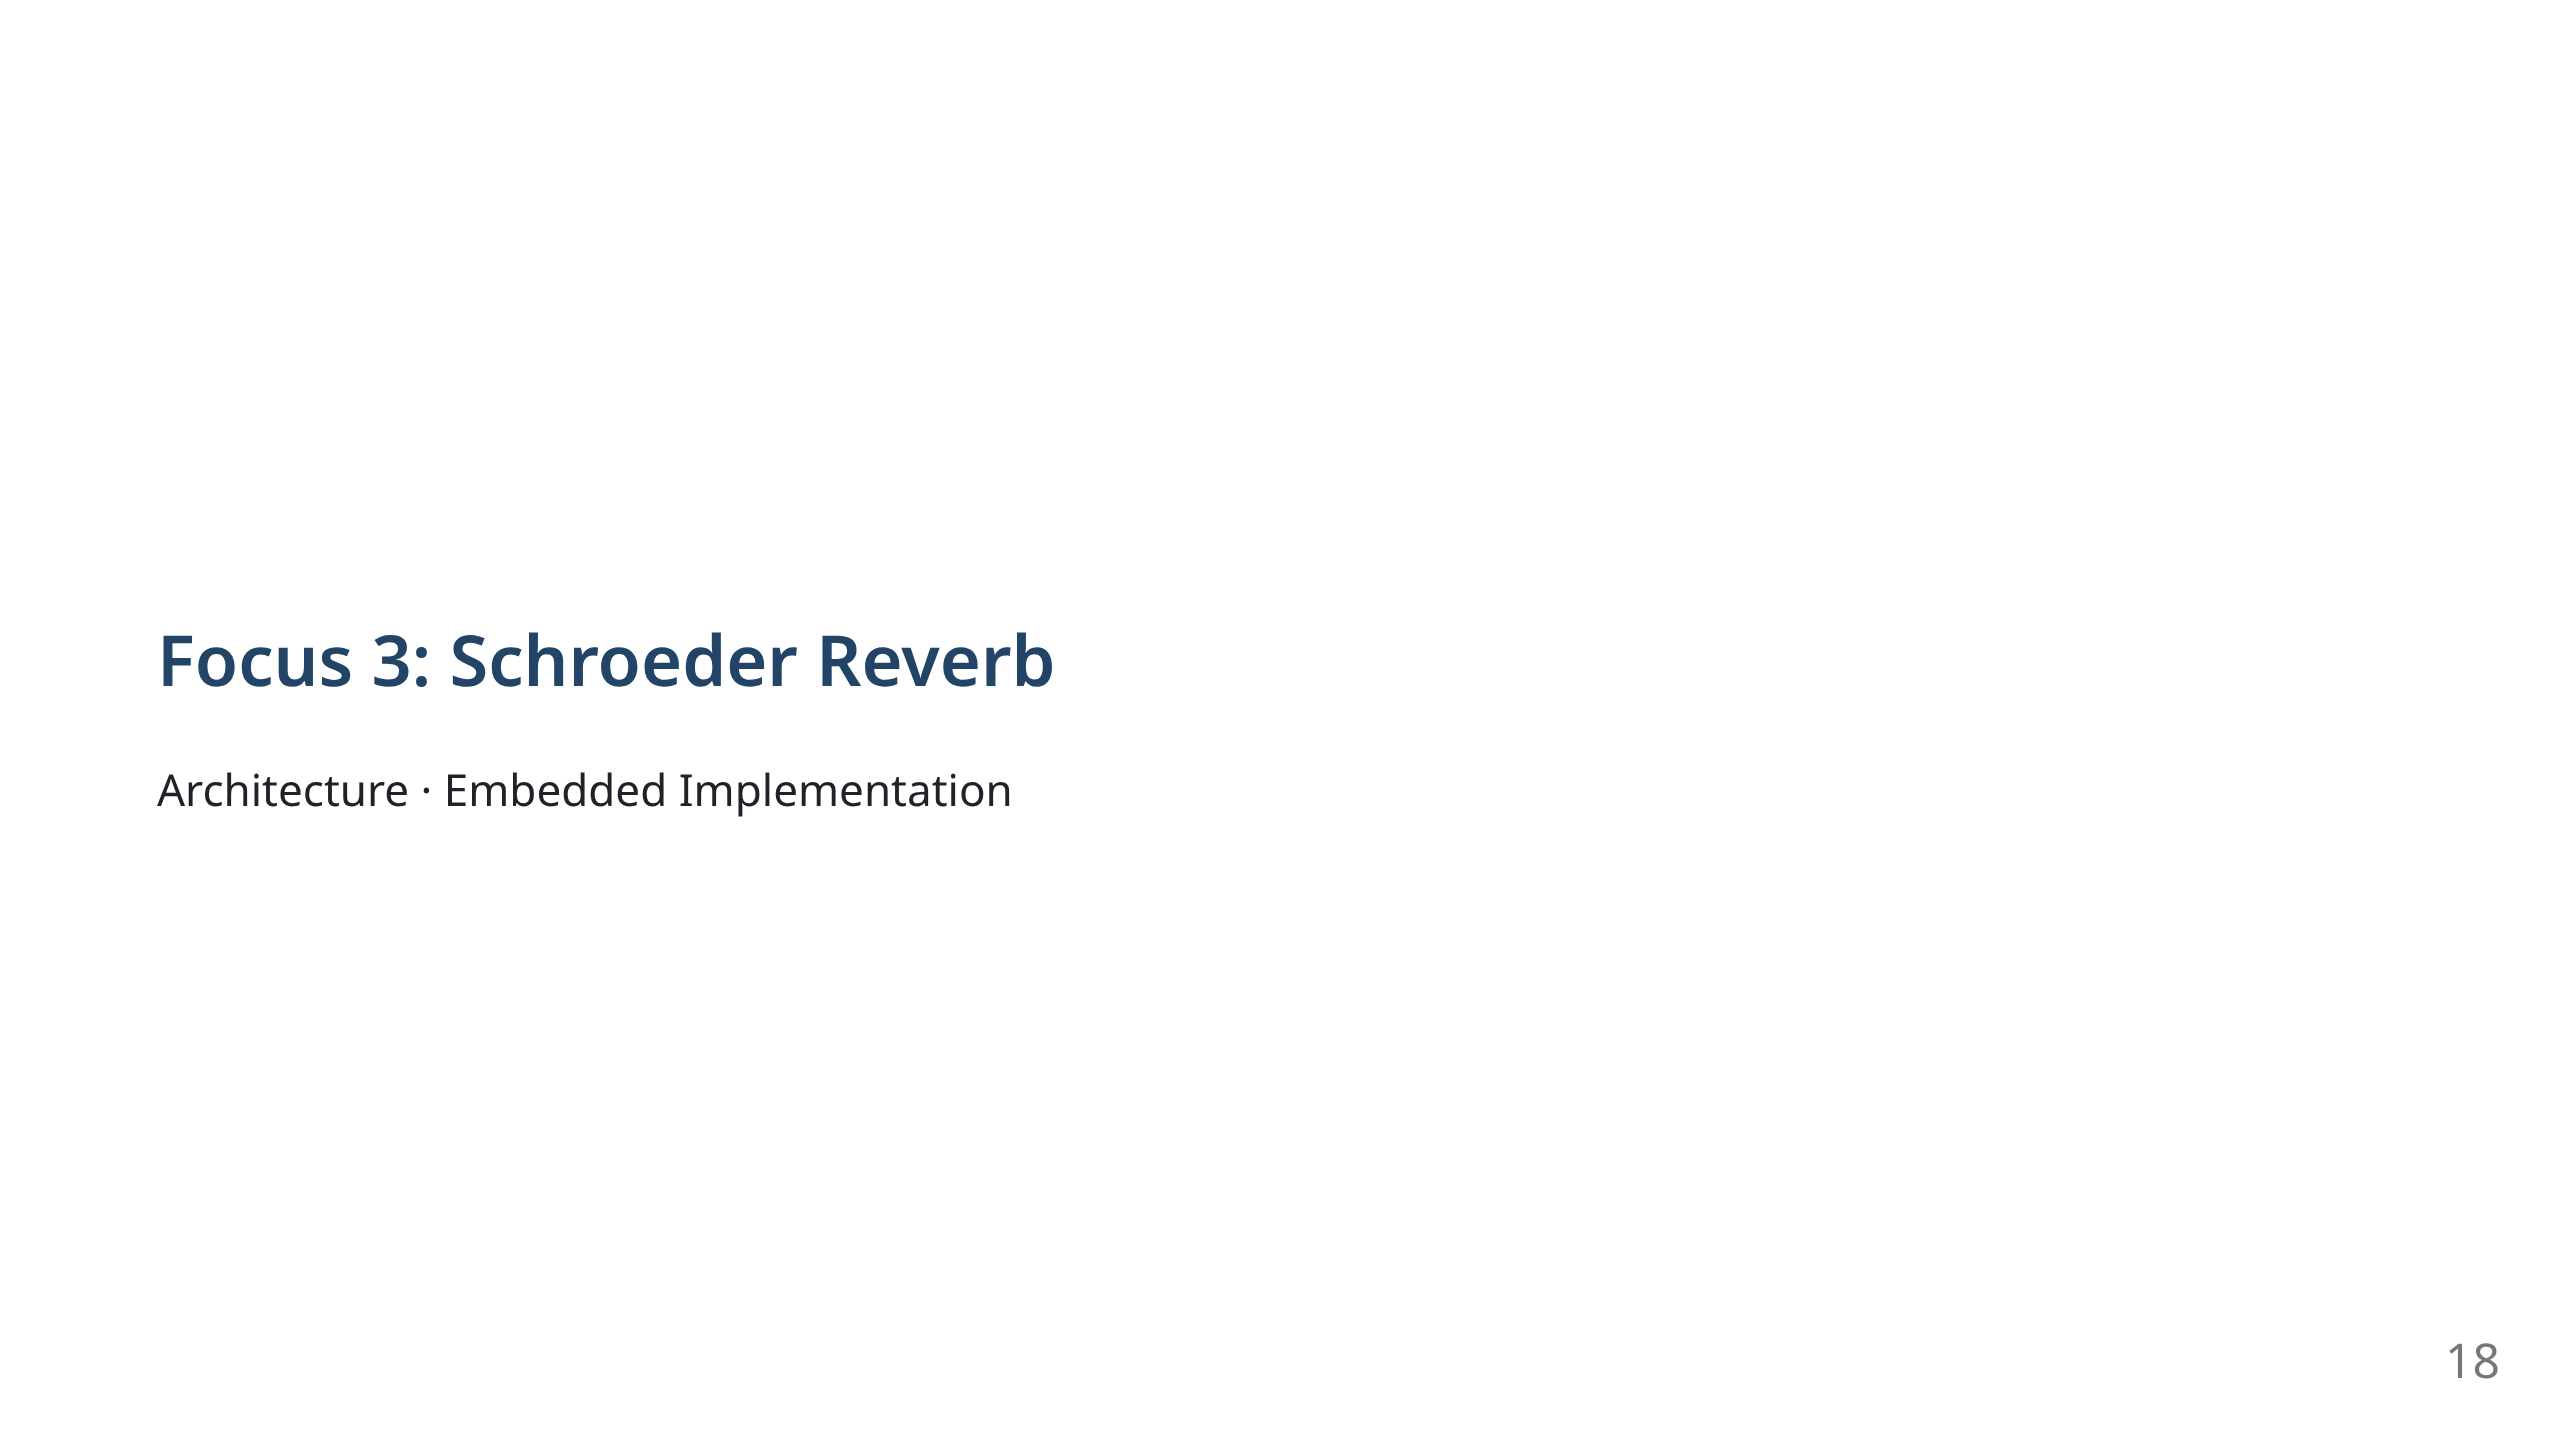 Focus 3: Schroeder Reverb
Architecture · Embedded Implementation
18